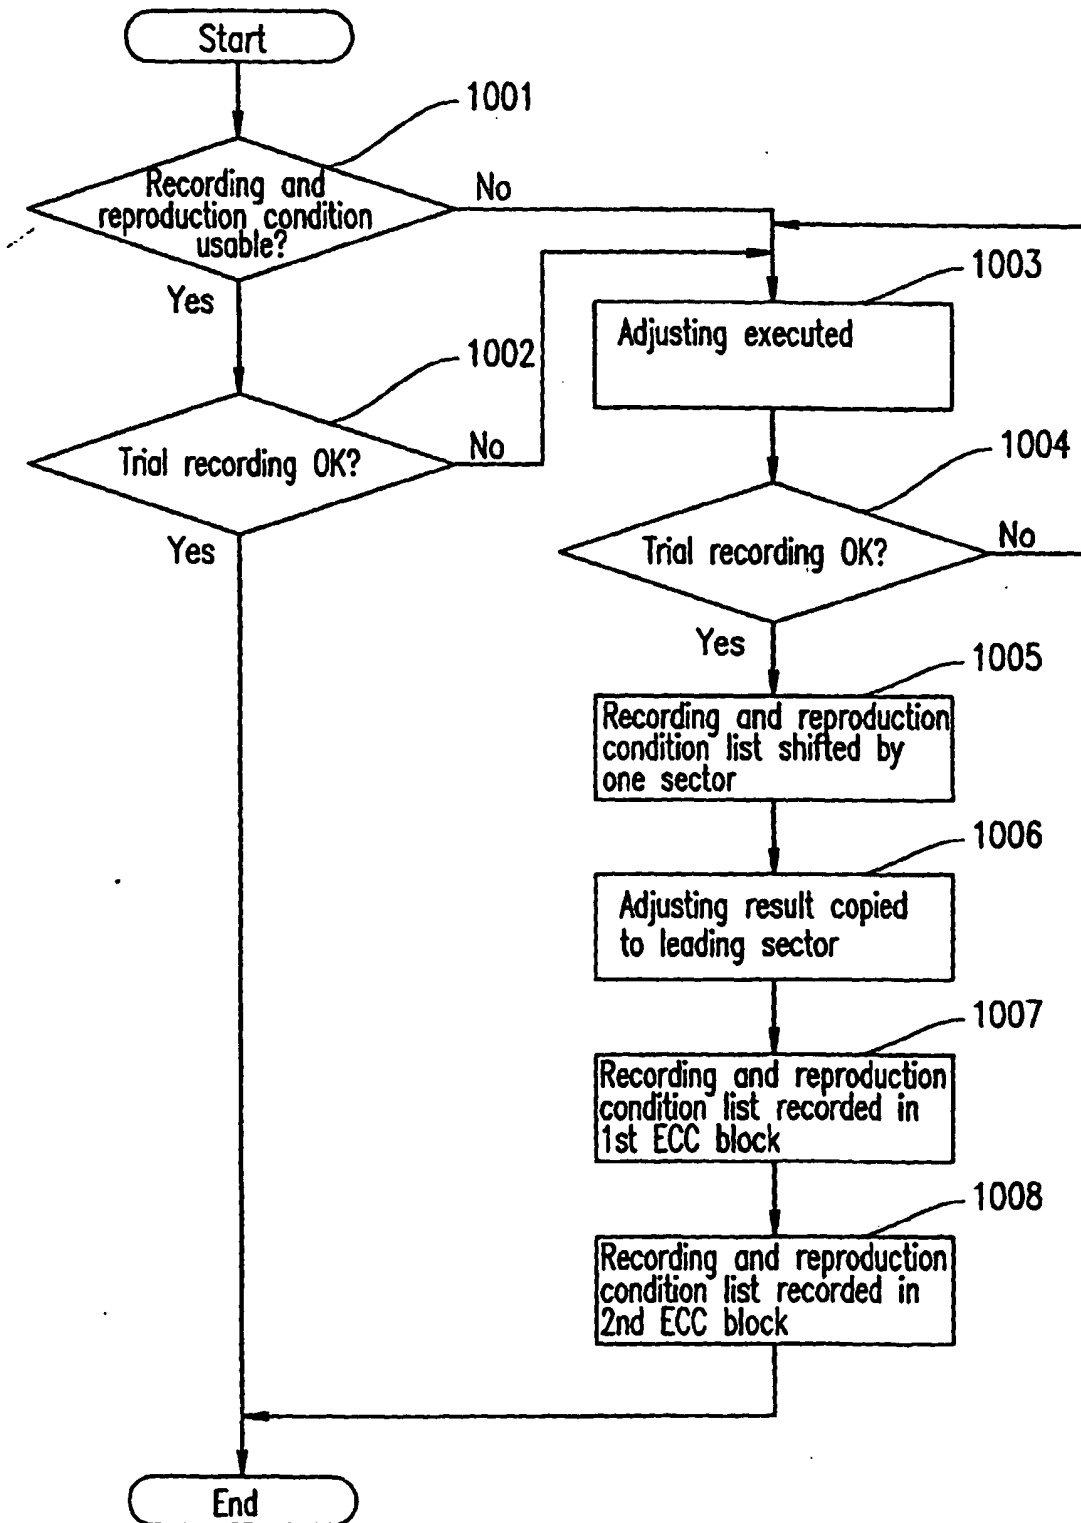 Start
1001
Recording and
reproduction condition
usable?
No
Yes
1002
Trial recording OK?
No
Yes
1003
Adjusting executed
1004
Trial recording OK?
No
Yes
1005
Recording and reproduction
condition list shifted by
one sector
1006
Adjusting result copied
to leading sector
1007
Recording and reproduction
condition list recorded in
1st ECC block
1008
Recording and reproduction
condition list recorded in
2nd ECC block
End